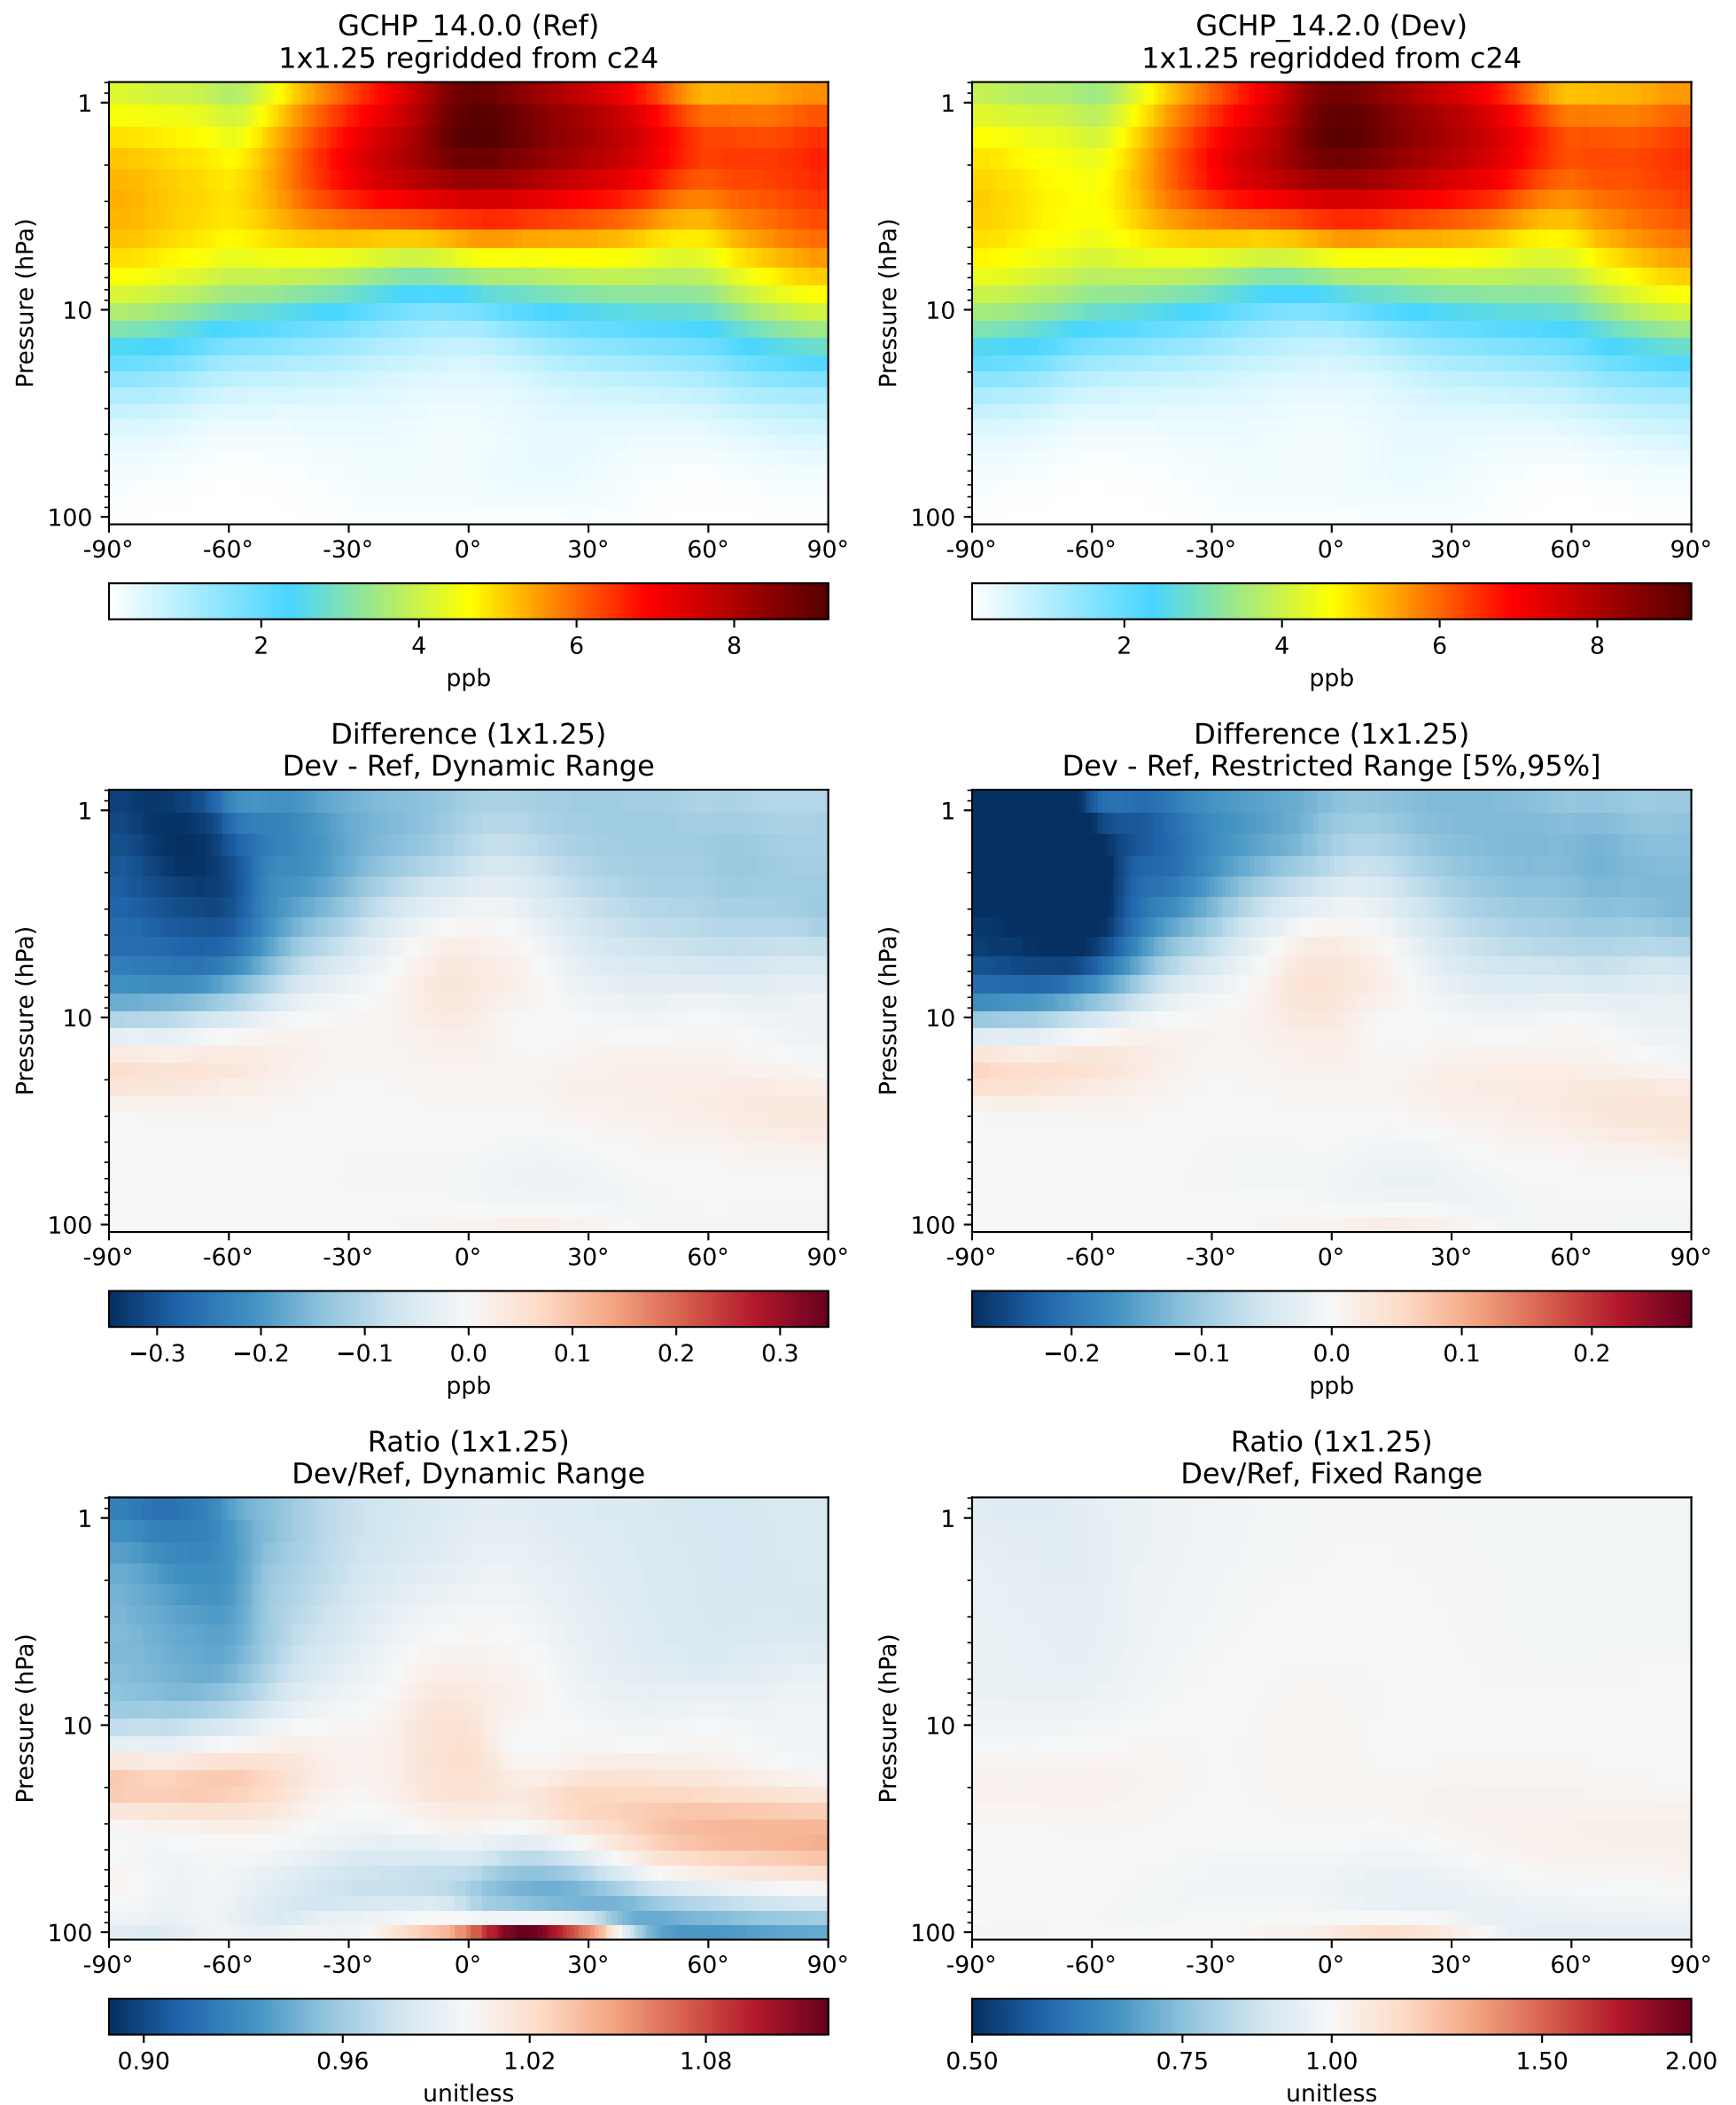 GCHP_14.0.0 (Ref)
1x1.25 regridded from c24
Pressure (hPa)
1
10
100
-90° -60° -30° 0° 30° 60° 90°
2 4 6 8
ppb
GCHP_14.2.0 (Dev)
1x1.25 regridded from c24
Pressure (hPa)
1
10
100
-90° -60° -30° 0° 30° 60° 90°
2 4 6 8
ppb
Difference (1x1.25)
Dev - Ref, Dynamic Range
Pressure (hPa)
1
10
100
-90° -60° -30° 0° 30° 60° 90°
−0.3 −0.2 −0.1 0.0 0.1 0.2 0.3
ppb
Difference (1x1.25)
Dev - Ref, Restricted Range [5%,95%]
Pressure (hPa)
1
10
100
-90° -60° -30° 0° 30° 60° 90°
−0.2 −0.1 0.0 0.1 0.2
ppb
Ratio (1x1.25)
Dev/Ref, Dynamic Range
Pressure (hPa)
1
10
100
-90° -60° -30° 0° 30° 60° 90°
0.90 0.96 1.02 1.08
unitless
Ratio (1x1.25)
Dev/Ref, Fixed Range
Pressure (hPa)
1
10
100
-90° -60° -30° 0° 30° 60° 90°
0.50 0.75 1.00 1.50 2.00
unitless